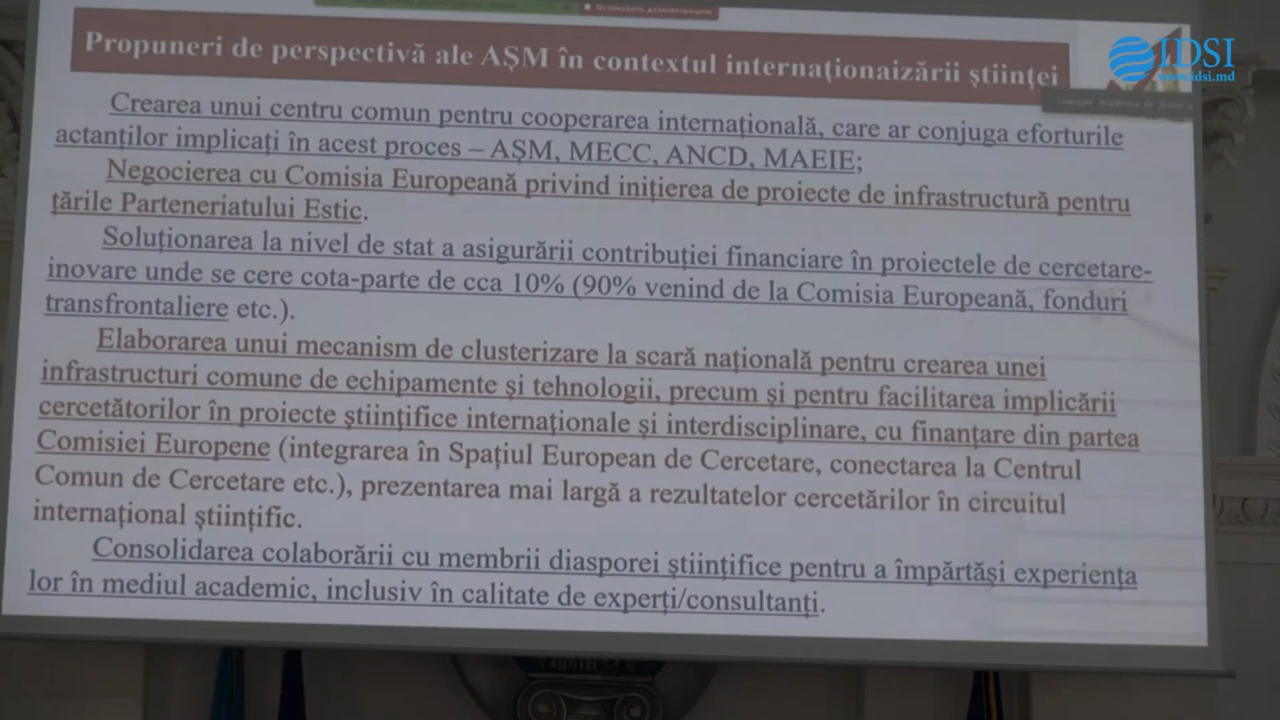 Propuneri de perspectivă ale AȘM în contextul internaționaizării științei
IDSI
www.idsi.md
Crearea unui centru comun pentru cooperarea internațională, care ar conjuga eforturile
actanților implicați în acest proces – AȘM, MECC, ANCD, MAEIE;
Negocierea cu Comisia Europeană privind inițierea de proiecte de infrastructură pentru
țările Parteneriatului Estic.
Soluționarea la nivel de stat a asigurării contribuției financiare în proiectele de cercetare-
inovare unde se cere cota-parte de cca 10% (90% venind de la Comisia Europeană, fonduri
transfrontaliere etc.).
Elaborarea unui mecanism de clusterizare la scară națională pentru crearea unei
infrastructuri comune de echipamente și tehnologii, precum și pentru facilitarea implicării
cercetătorilor în proiecte științifice internaționale și interdisciplinare, cu finanțare din partea
Comisiei Europene (integrarea în Spațiul European de Cercetare, conectarea la Centrul
Comun de Cercetare etc.), prezentarea mai largă a rezultatelor cercetărilor în circuitul
internațional științific.
Consolidarea colaborării cu membrii diasporei științifice pentru a împărtăși experiența
lor în mediul academic, inclusiv în calitate de experți/consultanți.